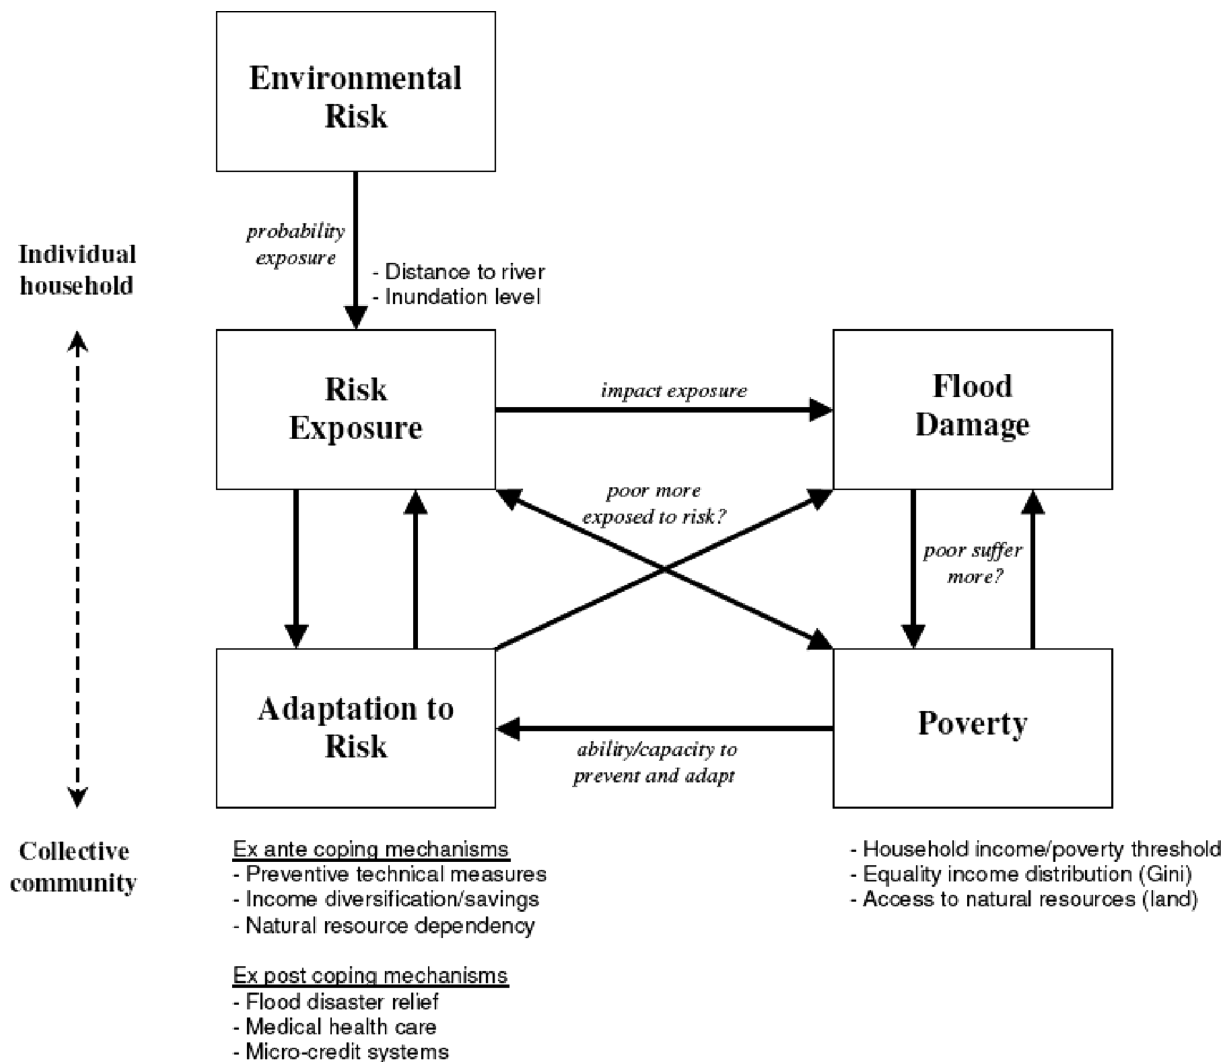 Environmental
Risk
probability
exposure
- Distance to river
- Inundation level
Individual
household
Risk
Exposure
impact exposure
Flood
Damage
poor more
exposed to risk?
poor suffer
more?
Adaptation to
Risk
ability/capacity to
prevent and adapt
Poverty
Collective
community
Ex ante coping mechanisms
- Preventive technical measures
- Income diversification/savings
- Natural resource dependency
Ex post coping mechanisms
- Flood disaster relief
- Medical health care
- Micro-credit systems
- Household income/poverty threshold
- Equality income distribution (Gini)
- Access to natural resources (land)